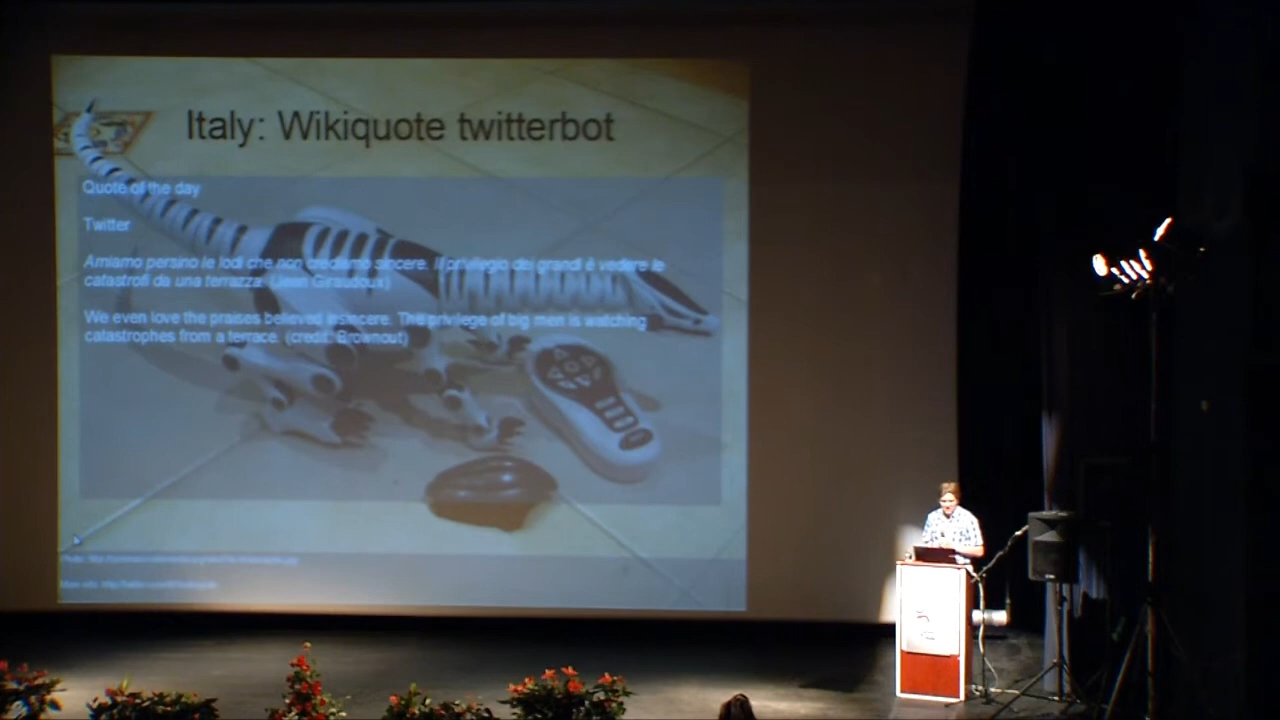 Italy: Wikiquote twitterbot
Quote of the day
Twitter
Amiamo persino le lodi che non crediamo sincere. Il privilegio dei grandi è vedere le
catastrofi da una terrazza. (Jean Giraudoux)
We even love the praises believed insincere. The privilege of big men is watching
catastrophes from a terrace. (credit: Brownout)